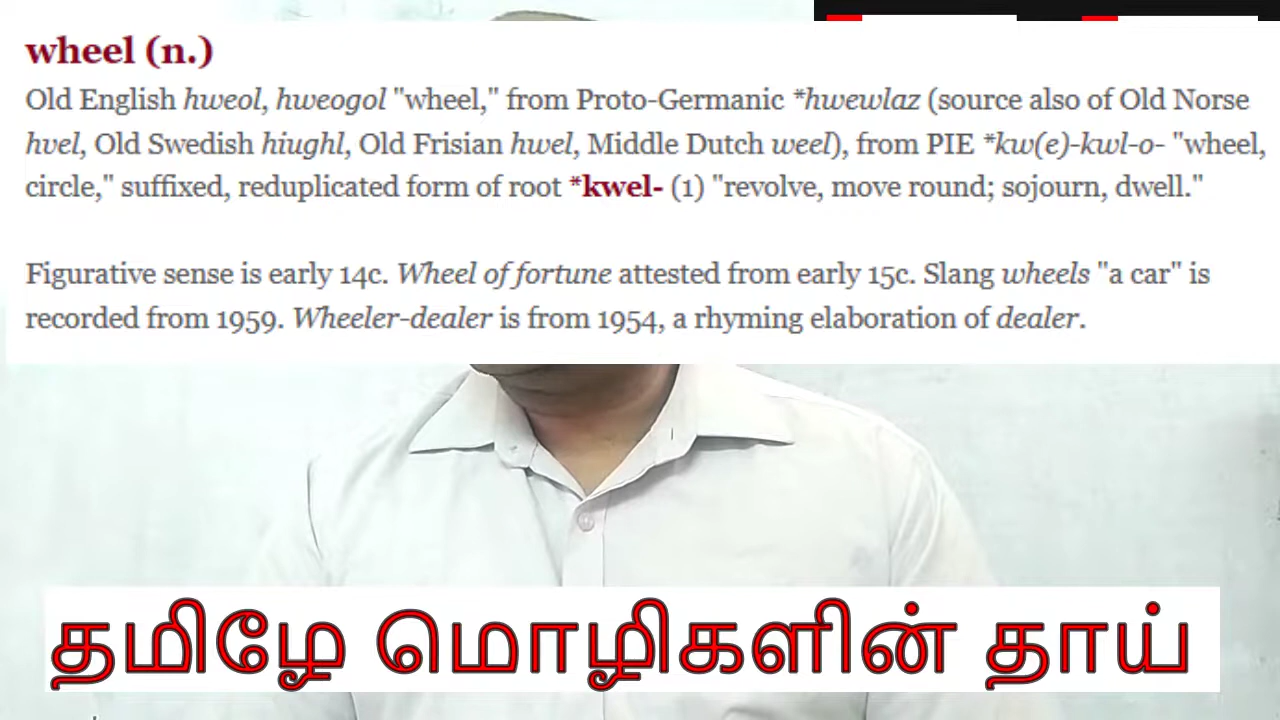 wheel (n.)
Old English hweol, hweogol "wheel," from Proto-Germanic *hwewlaz (source also of Old Norse
hvel, Old Swedish hiughl, Old Frisian hwel, Middle Dutch weel), from PIE *kw(e)-kwl-o- "wheel,
circle," suffixed, reduplicated form of root *kwel- (1) "revolve, move round; sojourn, dwell."
Figurative sense is early 14c. Wheel of fortune attested from early 15c. Slang wheels "a car" is
recorded from 1959. Wheeler-dealer is from 1954, a rhyming elaboration of dealer.
தமிழே மொழிகளின் தாய்